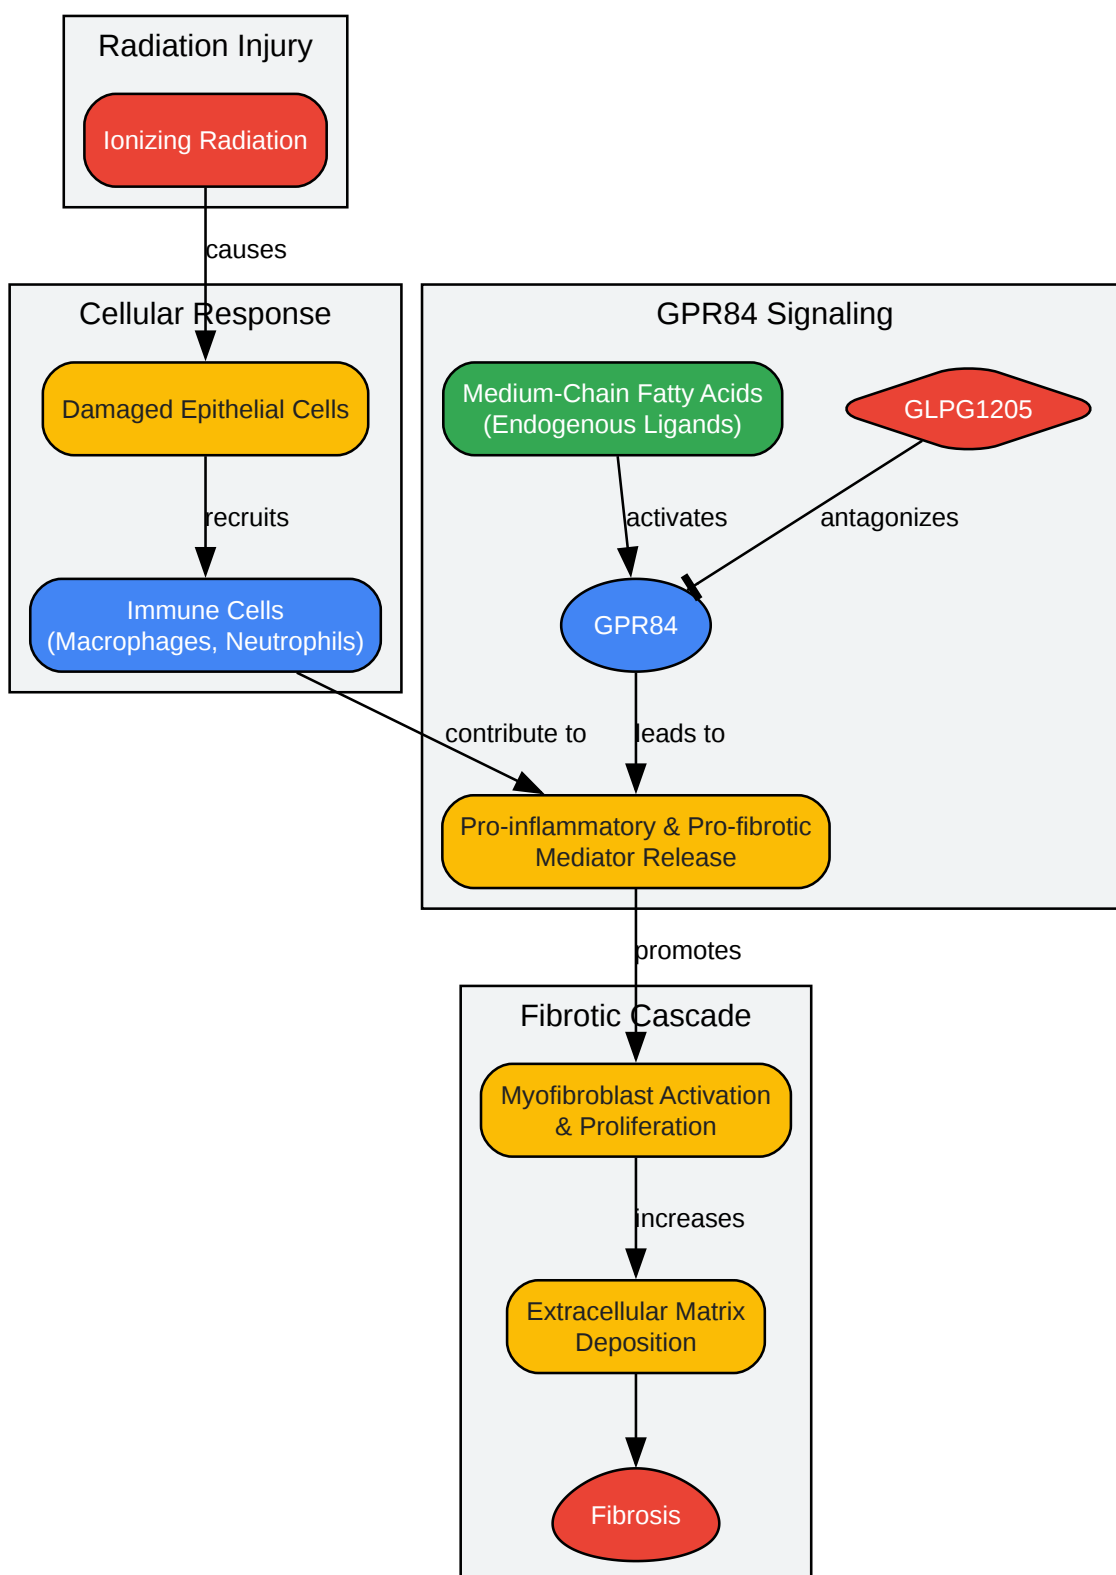 Radiation Injury
Ionizing Radiation
causes
Cellular Response
GPR84 Signaling
Damaged Epithelial Cells
Medium-Chain Fatty Acids
(Endogenous Ligands)
GLPG1205
recruits
activates
antagonizes
Immune Cells
(Macrophages, Neutrophils)
GPR84
contribute to
leads to
Pro-inflammatory & Pro-fibrotic
Mediator Release
promotes
Fibrotic Cascade
Myofibroblast Activation
& Proliferation
increases
Extracellular Matrix
Deposition
Fibrosis